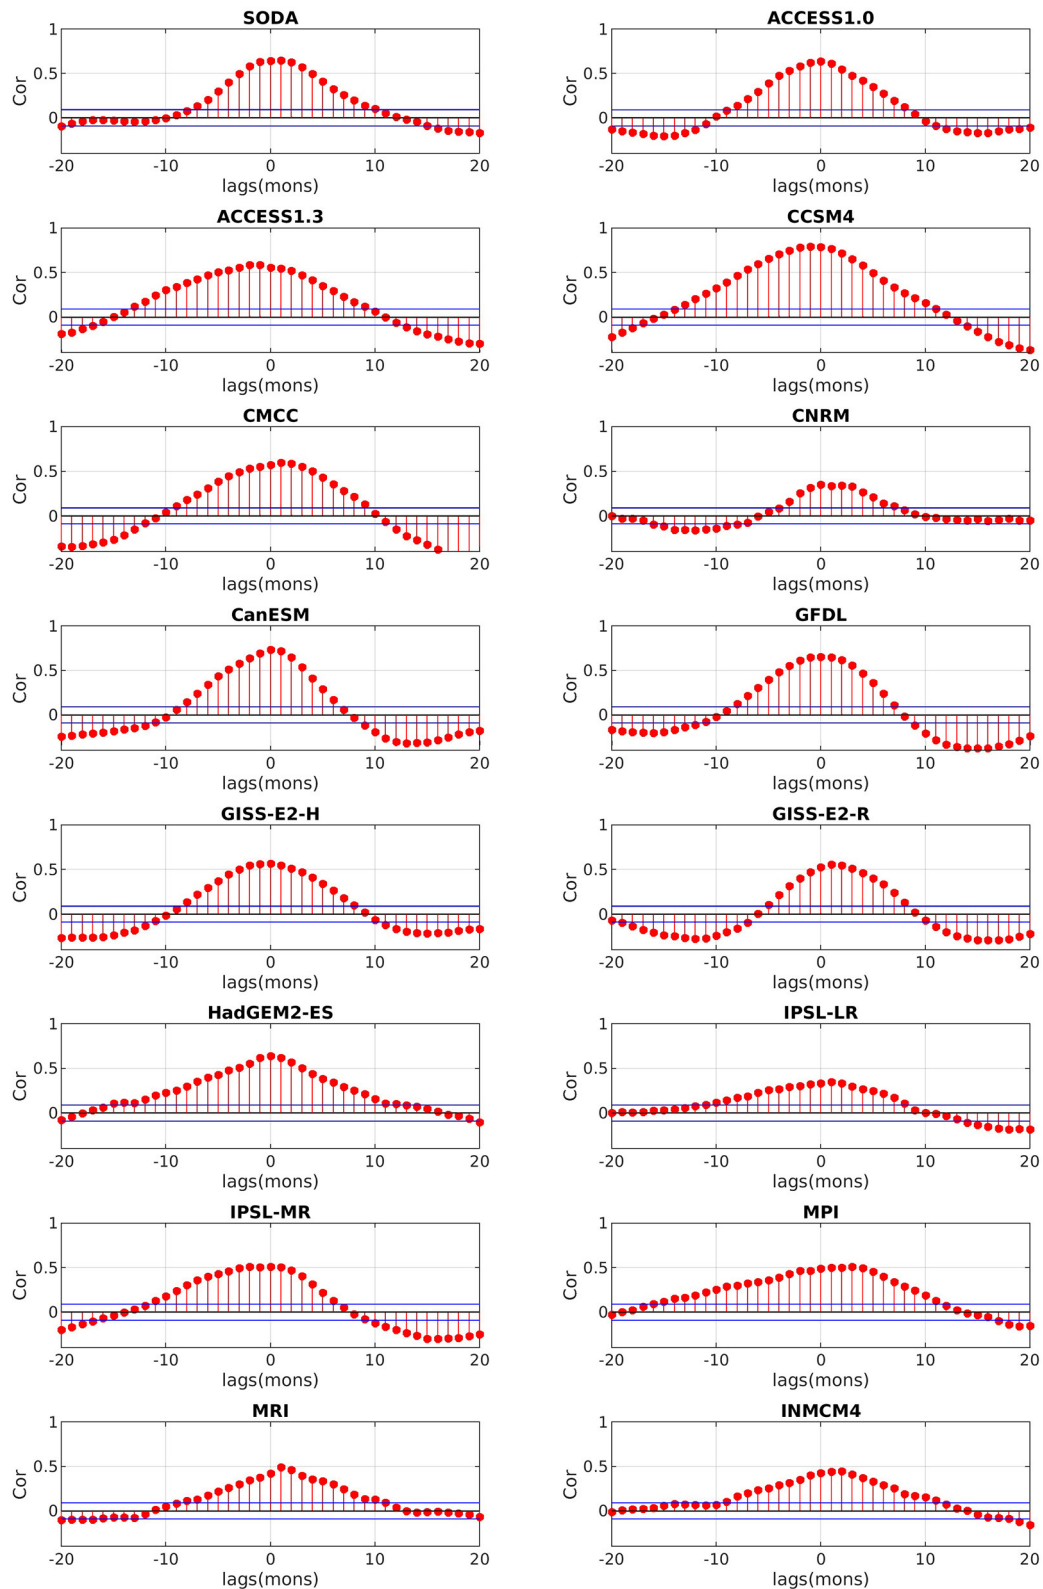 SODA
1
0.5
0
Cor
-20 -10 0 10 20
lags(mons)
ACCESS1.0
1
0.5
0
Cor
-20 -10 0 10 20
lags(mons)
ACCESS1.3
1
0.5
0
Cor
-20 -10 0 10 20
lags(mons)
CCSM4
1
0.5
0
Cor
-20 -10 0 10 20
lags(mons)
CMCC
1
0.5
0
Cor
-20 -10 0 10 20
lags(mons)
CNRM
1
0.5
0
Cor
-20 -10 0 10 20
lags(mons)
CanESM
1
0.5
0
Cor
-20 -10 0 10 20
lags(mons)
GFDL
1
0.5
0
Cor
-20 -10 0 10 20
lags(mons)
GISS-E2-H
1
0.5
0
Cor
-20 -10 0 10 20
lags(mons)
GISS-E2-R
1
0.5
0
Cor
-20 -10 0 10 20
lags(mons)
HadGEM2-ES
1
0.5
0
Cor
-20 -10 0 10 20
lags(mons)
IPSL-LR
1
0.5
0
Cor
-20 -10 0 10 20
lags(mons)
IPSL-MR
1
0.5
0
Cor
-20 -10 0 10 20
lags(mons)
MPI
1
0.5
0
Cor
-20 -10 0 10 20
lags(mons)
MRI
1
0.5
0
Cor
-20 -10 0 10 20
lags(mons)
INMCM4
1
0.5
0
Cor
-20 -10 0 10 20
lags(mons)